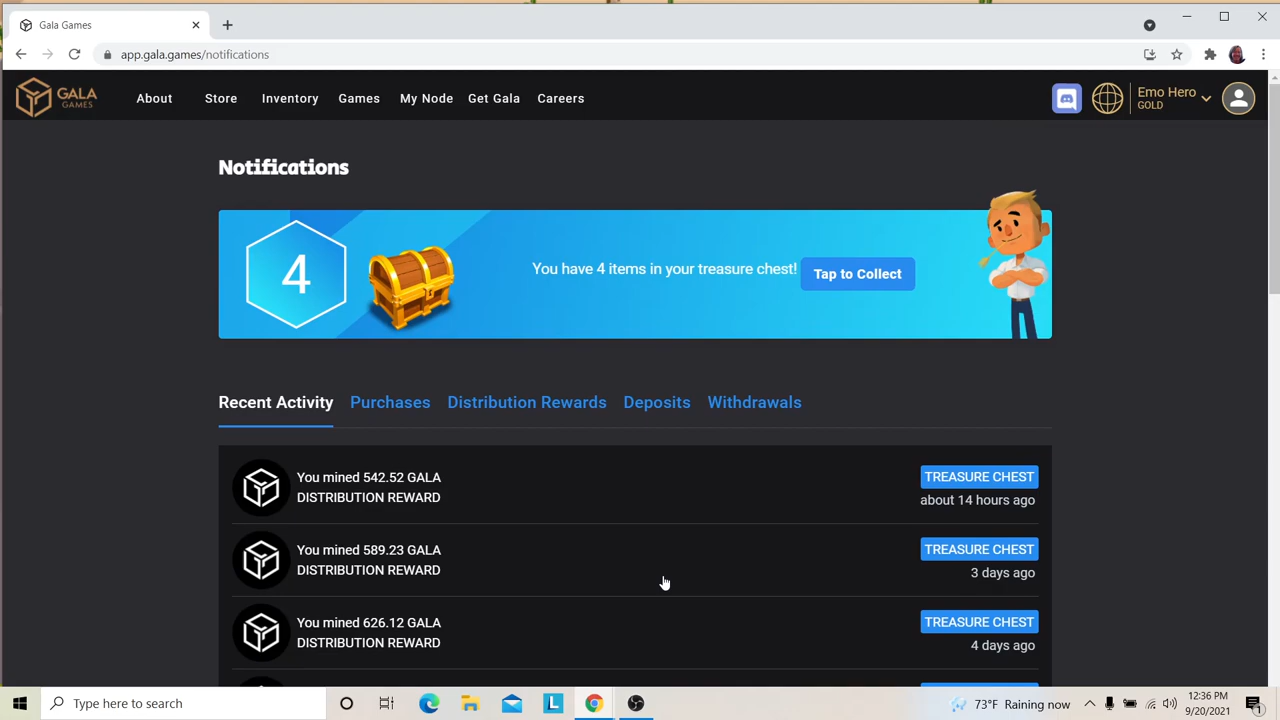 Gala Games
app.gala.games/notifications
GALA
GAMES
About
Store
Inventory
Games
My Node
Get Gala
Careers
Emo Hero
GOLD
Notifications
4
You have 4 items in your treasure chest!
Tap to Collect
Recent Activity
Purchases
Distribution Rewards
Deposits
Withdrawals
You mined 542.52 GALA
DISTRIBUTION REWARD
TREASURE CHEST
about 14 hours ago
You mined 589.23 GALA
DISTRIBUTION REWARD
TREASURE CHEST
3 days ago
You mined 626.12 GALA
DISTRIBUTION REWARD
TREASURE CHEST
4 days ago
Type here to search
L
73°F Raining now
12:36 PM
9/20/2021
1